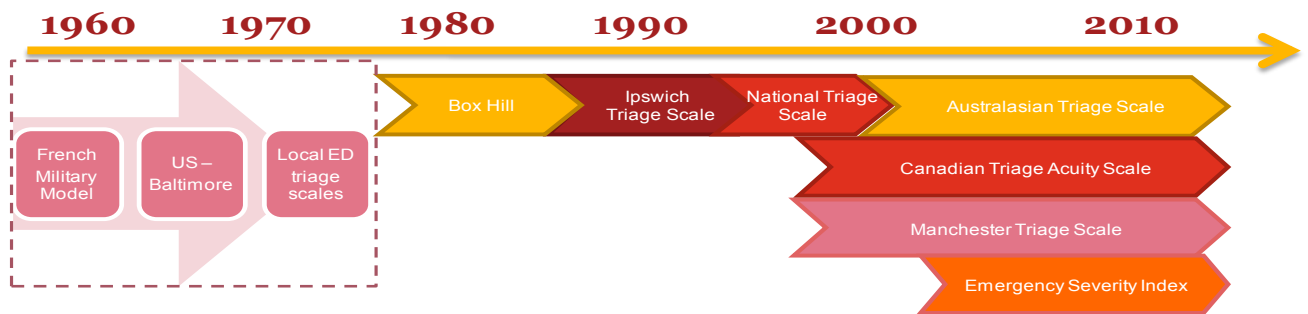 1960 1970 1980 1990 2000 2010
French
Military
Model
US –
Baltimore
Local ED
triage
scales
Box Hill
Ipswich
Triage Scale
National Triage
Scale
Australasian Triage Scale
Canadian Triage Acuity Scale
Manchester Triage Scale
Emergency Severity Index